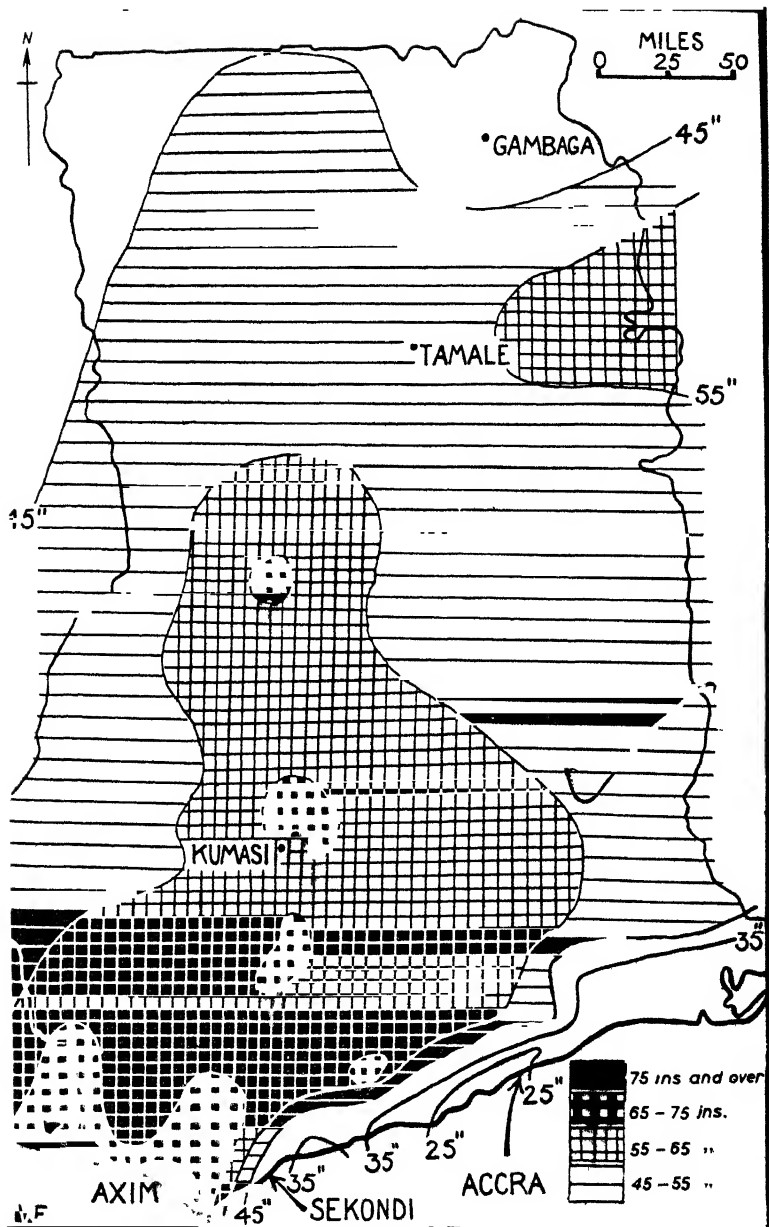 N
MILES
0 25 50
GAMBAGA
45"
TAMALE
55"
45"
KUMASI
35"
75 ins and over
65-75 ins.
55-65 "
45-55 "
25"
25"
35"
35"
45"
AXIM
SEKONDI
ACCRA